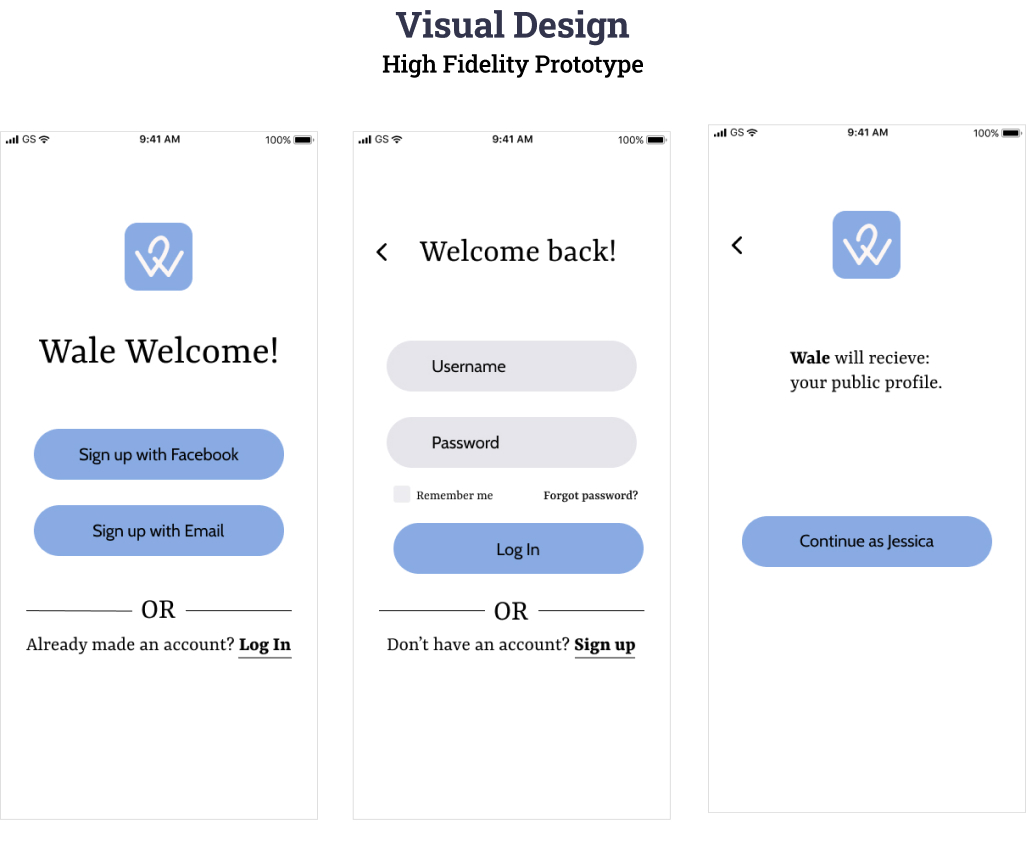 Visual Design
High Fidelity Prototype
GS 9:41 AM 100%
Wale Welcome!
Sign up with Facebook
Sign up with Email
OR
Already made an account? Log In
GS 9:41 AM 100%
Welcome back!
Username
Password
Remember me Forgot password?
Log In
OR
Don’t have an account? Sign up
GS 9:41 AM 100%
Wale will recieve:
your public profile.
Continue as Jessica